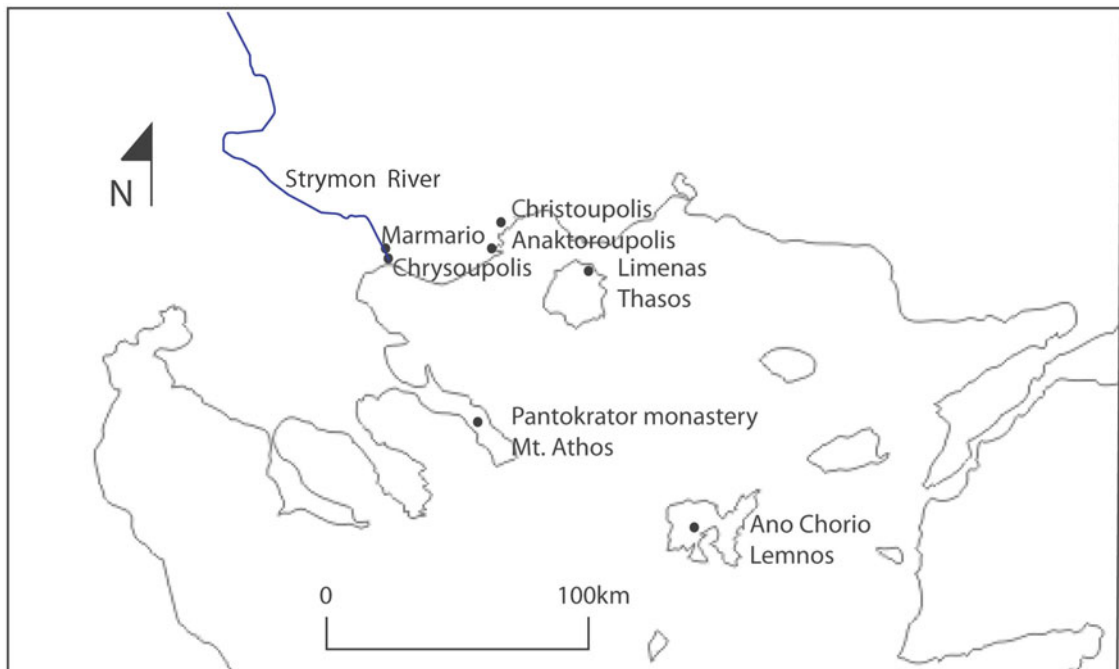 N
Strymon River
Christoupolis
Marmario
Anaktoroupolis
Chrysoupolis
Limenas
Thasos
Pantokrator monastery
Mt. Athos
Ano Chorio
Lemnos
0
100km